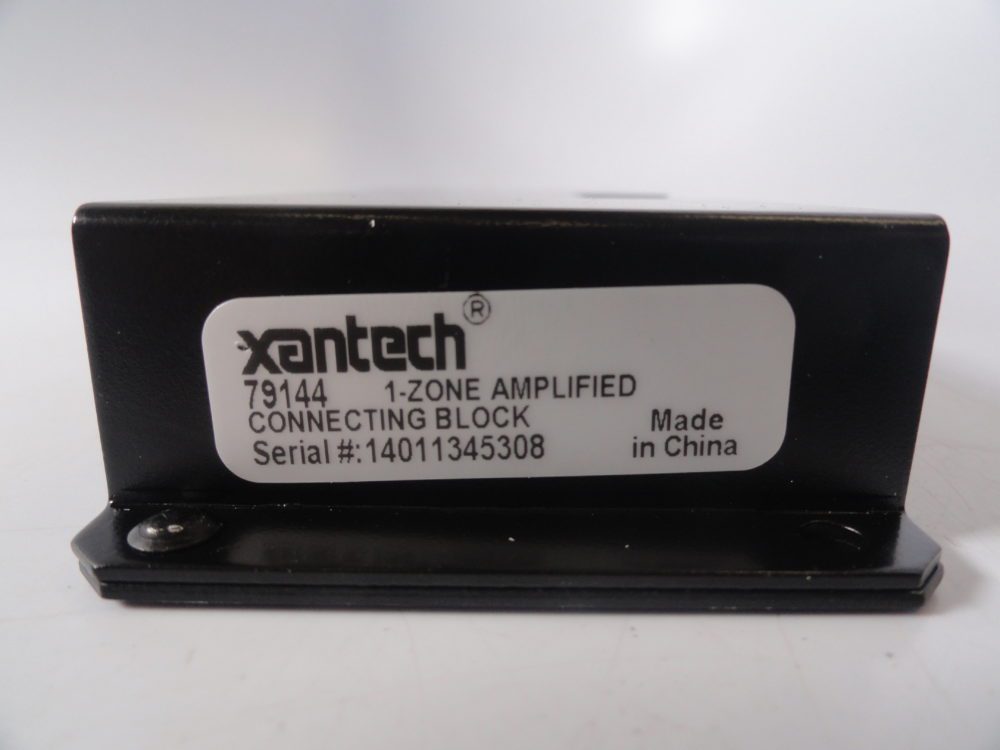 xantech®
79144 1-ZONE AMPLIFIED
CONNECTING BLOCK
Serial #:14011345308
Made
in China